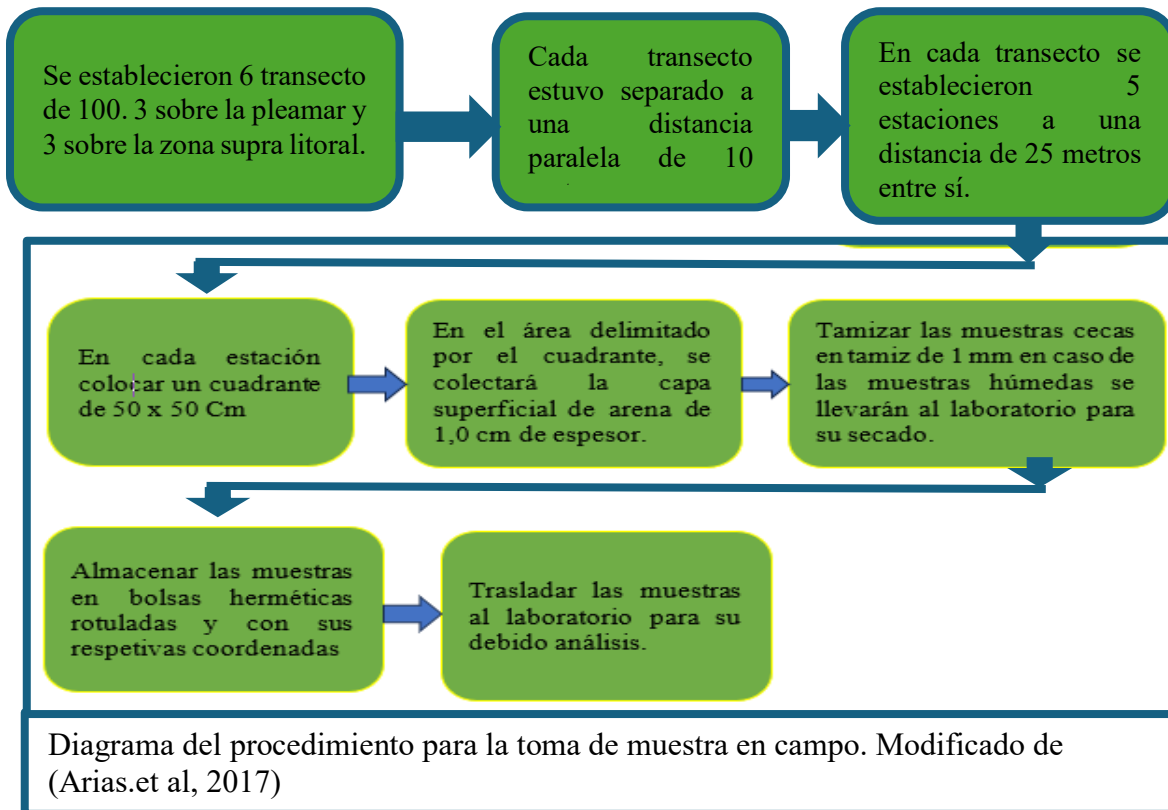 Se establecieron 6 transecto
de 100. 3 sobre la pleamar y
3 sobre la zona supra litoral.
Cada transecto
estuvo separado a
una distancia
paralela de 10
En cada transecto se
establecieron 5
estaciones a una
distancia de 25 metros
entre sí.
En cada estación
colocar un cuadrante
de 50 x 50 Cm
En el área delimitado
por el cuadrante, se
colectará la capa
superficial de arena de
1,0 cm de espesor.
Tamizar las muestras cecas
en tamiz de 1 mm en caso de
las muestras húmedas se
llevarán al laboratorio para
su secado.
Almacenar las muestras
en bolsas herméticas
rotuladas y con sus
respetivas coordenadas
Trasladar las muestras
al laboratorio para su
debido análisis.
Diagrama del procedimiento para la toma de muestra en campo. Modificado de
(Arias.et al, 2017)